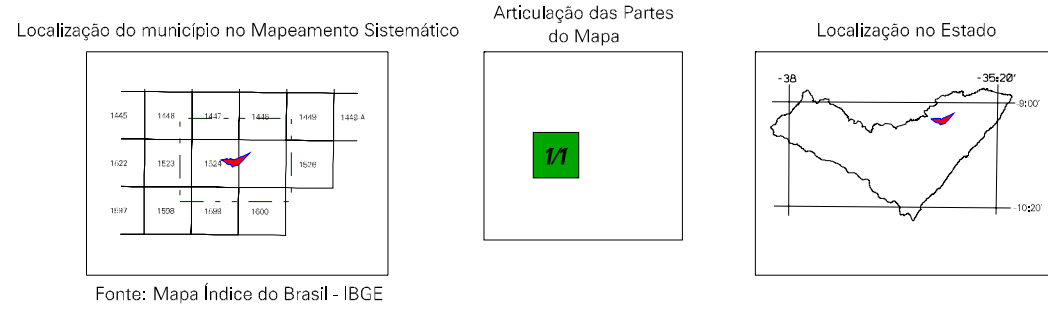 Localização do município no Mapeamento Sistemático
1445 1448 1447 1446 1449 1449-A
1622 1523 1524 1526
1597 1598 1599 1600
Fonte: Mapa Índice do Brasil - IBGE
Articulação das Partes
do Mapa
1/1
Localização no Estado
-38 -35:20'
-9:00'
-10:20'